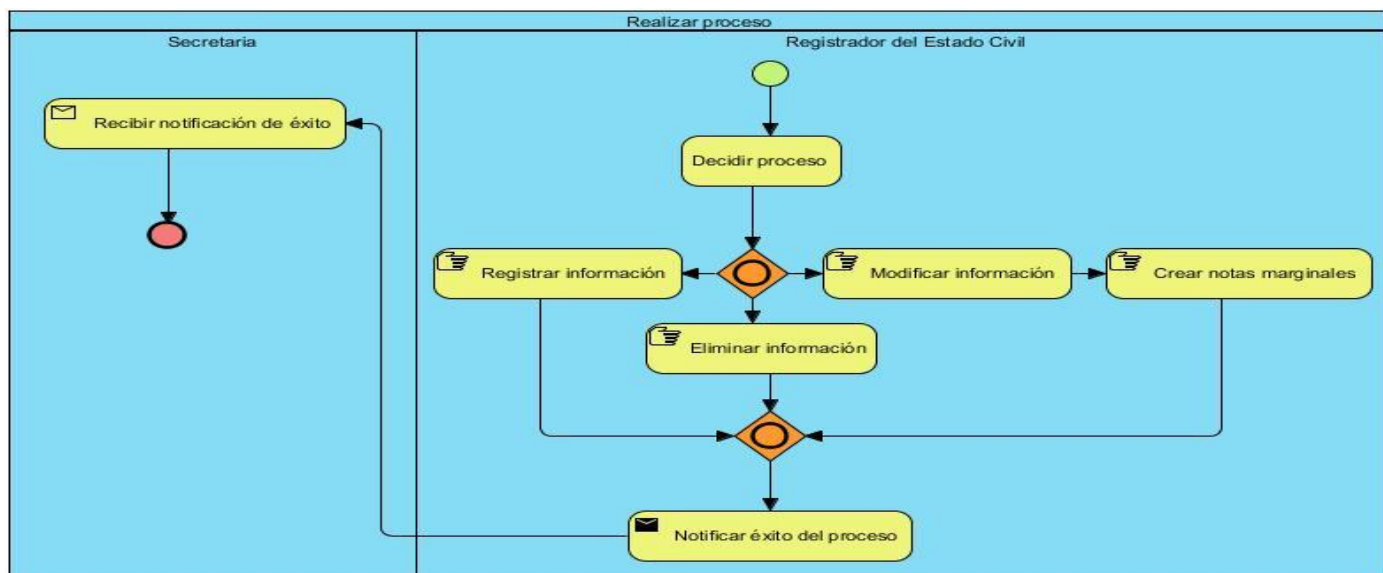 Realizar proceso
Secretaria
Registrador del Estado Civil
Recibir notificación de éxito
Decidir proceso
Registrar información
Modificar información
Crear notas marginales
Eliminar información
Notificar éxito del proceso